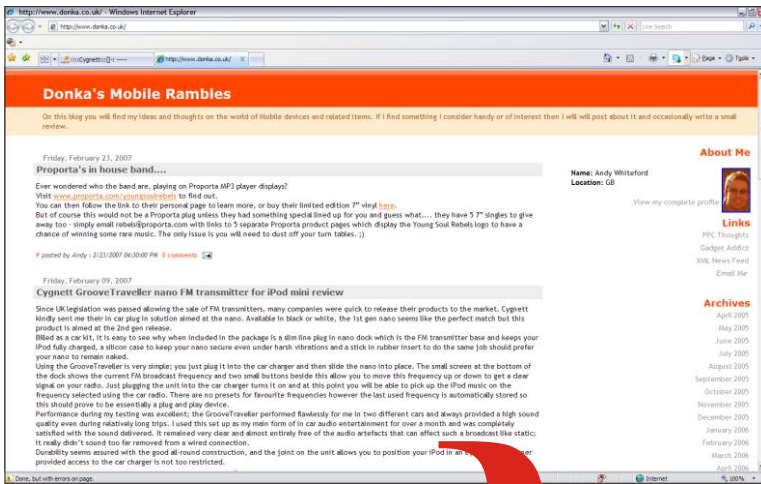 http://www.donka.co.uk/ - Windows Internet Explorer
http://www.donka.co.uk/
Live Search
Cygnett
http://www.donka.co.uk/
Page
Tools
Donka's Mobile Rambles
On this blog you will find my ideas and thoughts on the world of Mobile devices and related items. If I find something I consider handy or of interest then I will will post about it and occasionally write a small
review.
Friday, February 23, 2007
Proporta's in house band....
Ever wondered who the band are, playing on Proporta MP3 player displays?
Visit www.proporta.com/youngsoulrebels to find out.
You can then follow the link to their personal page to learn more, or buy their limited edition 7" vinyl here.
But of course this would not be a Proporta plug unless they had something special lined up for you and guess what.... they have 5 7" singles to give
away too - simply email rebels@proporta.com with links to 5 separate Proporta product pages which display the Young Soul Rebels logo to have a
chance of winning some rare music. The only issue is you will need to dust off your turn tables. ;)
# posted by Andy : 2/23/2007 04:30:00 PM 0 comments
Friday, February 09, 2007
Cygnett GrooveTraveller nano FM transmitter for iPod mini review
Since UK legislation was passed allowing the sale of FM transmitters, many companies were quick to release their products to the market. Cygnett
kindly sent me their in car plug in solution aimed at the nano. Available in black or white, the 1st gen nano seems like the perfect match but this
product is aimed at the 2nd gen release.
Billed as a car kit, it is easy to see why when included in the package is a slim line plug in nano dock which is the FM transmitter base and keeps your
iPod fully charged, a silicon case to keep your nano secure even under harsh vibrations and a stick in rubber insert to do the same job should prefer
your nano to remain naked.
Using the GrooveTraveller is very simple; you just plug it into the car charger and then slide the nano into place. The small screen at the bottom of
the dock shows the current FM broadcast frequency and two small buttons beside this allow you to move this frequency up or down to get a clear
signal on your radio. Just plugging the unit into the car charger turns it on and at this point you will be able to pick up the iPod music on the
frequency selected using the car radio. There are no presets for favourite frequencies however the last used frequency is automatically stored so
this should prove to be essentially a plug and play device.
Performance during my testing was excellent; the GrooveTraveller performed flawlessly for me in two different cars and always provided a high sound
quality even during relatively long trips. I used this set up as my main form of in car audio entertainment for over a month and was completely
satisfied with the sound delivered. It remained very clear and almost entirely free of the audio artefacts that can affect such a broadcast like static;
it really didn't sound too far removed from a wired connection.
Durability seems assured with the good all-round construction, and the joint on the unit allows you to position your iPod in an
provided access to the car charger is not too restricted.
About Me
Name: Andy Whiteford
Location: GB
View my complete profile
Links
PPC Thoughts
Gadget Addict
XML News Feed
Email Me
Archives
April 2005
May 2005
June 2005
July 2005
August 2005
September 2005
October 2005
November 2005
December 2005
January 2006
February 2006
March 2006
April 2006
Done, but with errors on page.
Internet
100%